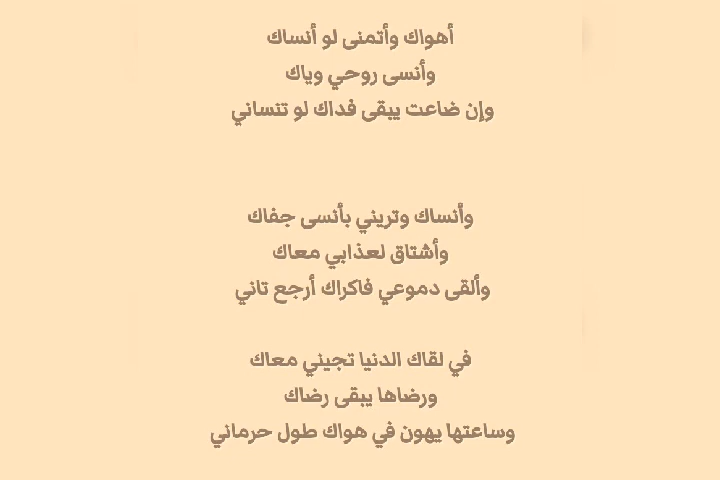 أهواك وأتمنى لو أنساك
وأنسى روحي وياك
وإن ضاعت يبقى فداك لو تنساني
وأنساك وتريني بأنسى جفاك
وأشتاق لعذابي معاك
وألقى دموعي فاكراك أرجع تاني
في لقاك الدنيا تجيني معاك
ورضاها يبقى رضاك
وساعتها يهون في هواك طول حرماني